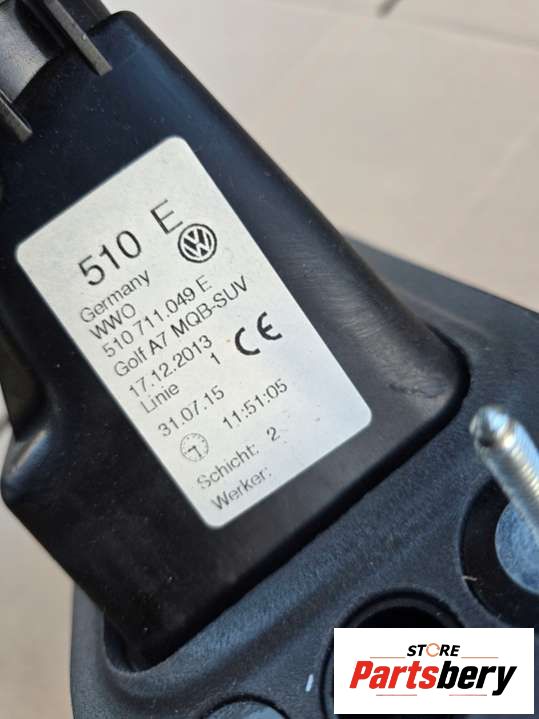 510 E
Germany
WWO
510 711.049 E
Golf A7 MQB-SUV
17.12.2013
Linie 1 CE
31.07.15
11:51:05
Schicht: 2
Werker:
STORE
Partsbery